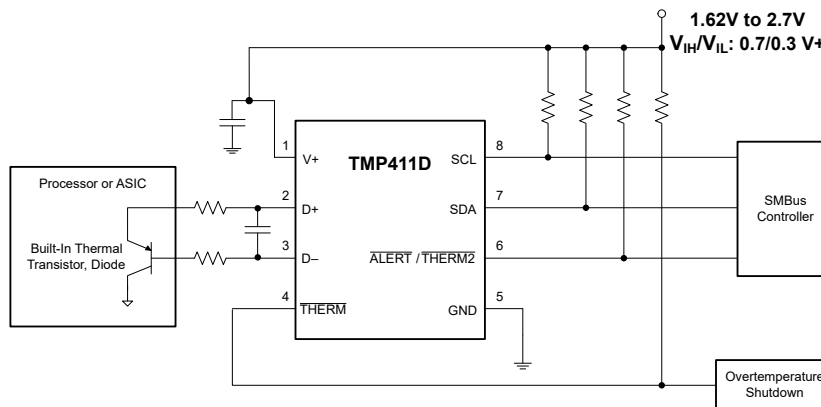 1.62V to 2.7V
VIH/VIL: 0.7/0.3 V+
1
V+
TMP411D
SCL
8
Processor or ASIC
Built-In Thermal
Transistor, Diode
2
D+
SDA
7
3
D–
ALERT / THERM2
6
4
THERM
GND
5
SMBus
Controller
Overtemperature
Shutdown